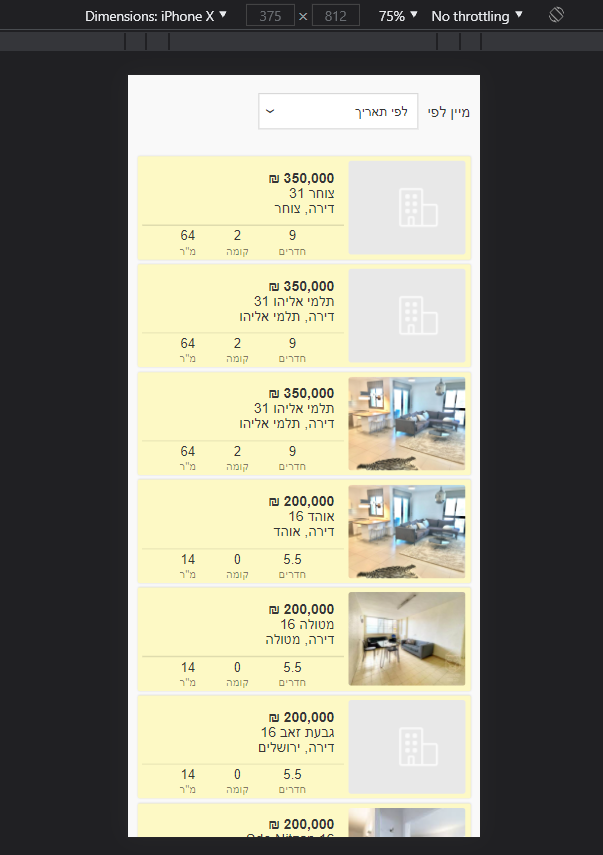 Dimensions: iPhone X ▼ 375 × 812 75% ▼ No throttling ▼
מיין לפי לפי תאריך
350,000 ₪
צוחר 31
דירה, צוחר
9 2 64
חדרים קומה מ"ר
350,000 ₪
תלמי אליהו 31
דירה, תלמי אליהו
9 2 64
חדרים קומה מ"ר
350,000 ₪
תלמי אליהו 31
דירה, תלמי אליהו
9 2 64
חדרים קומה מ"ר
200,000 ₪
אוהד 16
דירה, אוהד
5.5 0 14
חדרים קומה מ"ר
200,000 ₪
מטולה 16
דירה, מטולה
5.5 0 14
חדרים קומה מ"ר
200,000 ₪
גבעת זאב 16
דירה, ירושלים
5.5 0 14
חדרים קומה מ"ר
200,000 ₪